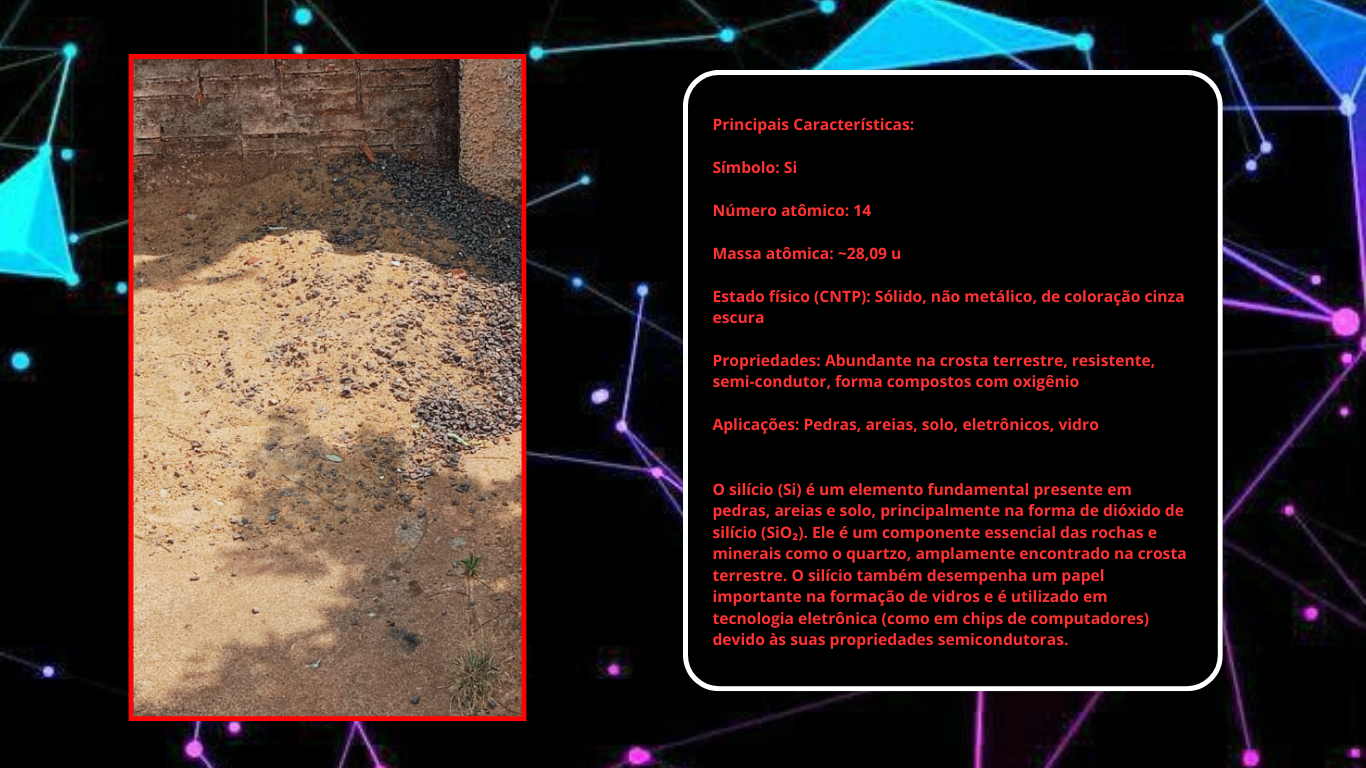 Principais Características:
Símbolo: Si
Número atômico: 14
Massa atômica: ~28,09 u
Estado físico (CNTP): Sólido, não metálico, de coloração cinza
escura
Propriedades: Abundante na crosta terrestre, resistente,
semi-condutor, forma compostos com oxigênio
Aplicações: Pedras, areias, solo, eletrônicos, vidro
O silício (Si) é um elemento fundamental presente em
pedras, areias e solo, principalmente na forma de dióxido de
silício (SiO₂). Ele é um componente essencial das rochas e
minerais como o quartzo, amplamente encontrado na crosta
terrestre. O silício também desempenha um papel
importante na formação de vidros e é utilizado em
tecnologia eletrônica (como em chips de computadores)
devido às suas propriedades semicondutoras.